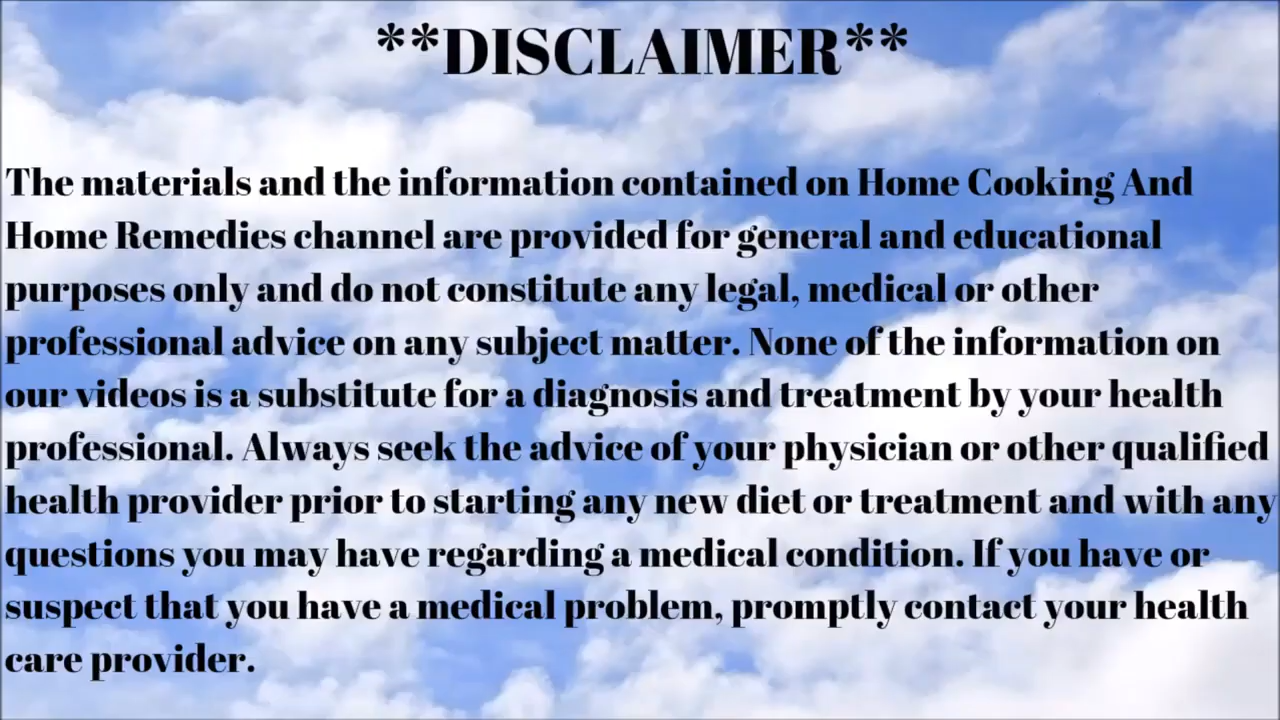 **DISCLAIMER**
The materials and the information contained on Home Cooking And
Home Remedies channel are provided for general and educational
purposes only and do not constitute any legal, medical or other
professional advice on any subject matter. None of the information on
our videos is a substitute for a diagnosis and treatment by your health
professional. Always seek the advice of your physician or other qualified
health provider prior to starting any new diet or treatment and with any
questions you may have regarding a medical condition. If you have or
suspect that you have a medical problem, promptly contact your health
care provider.